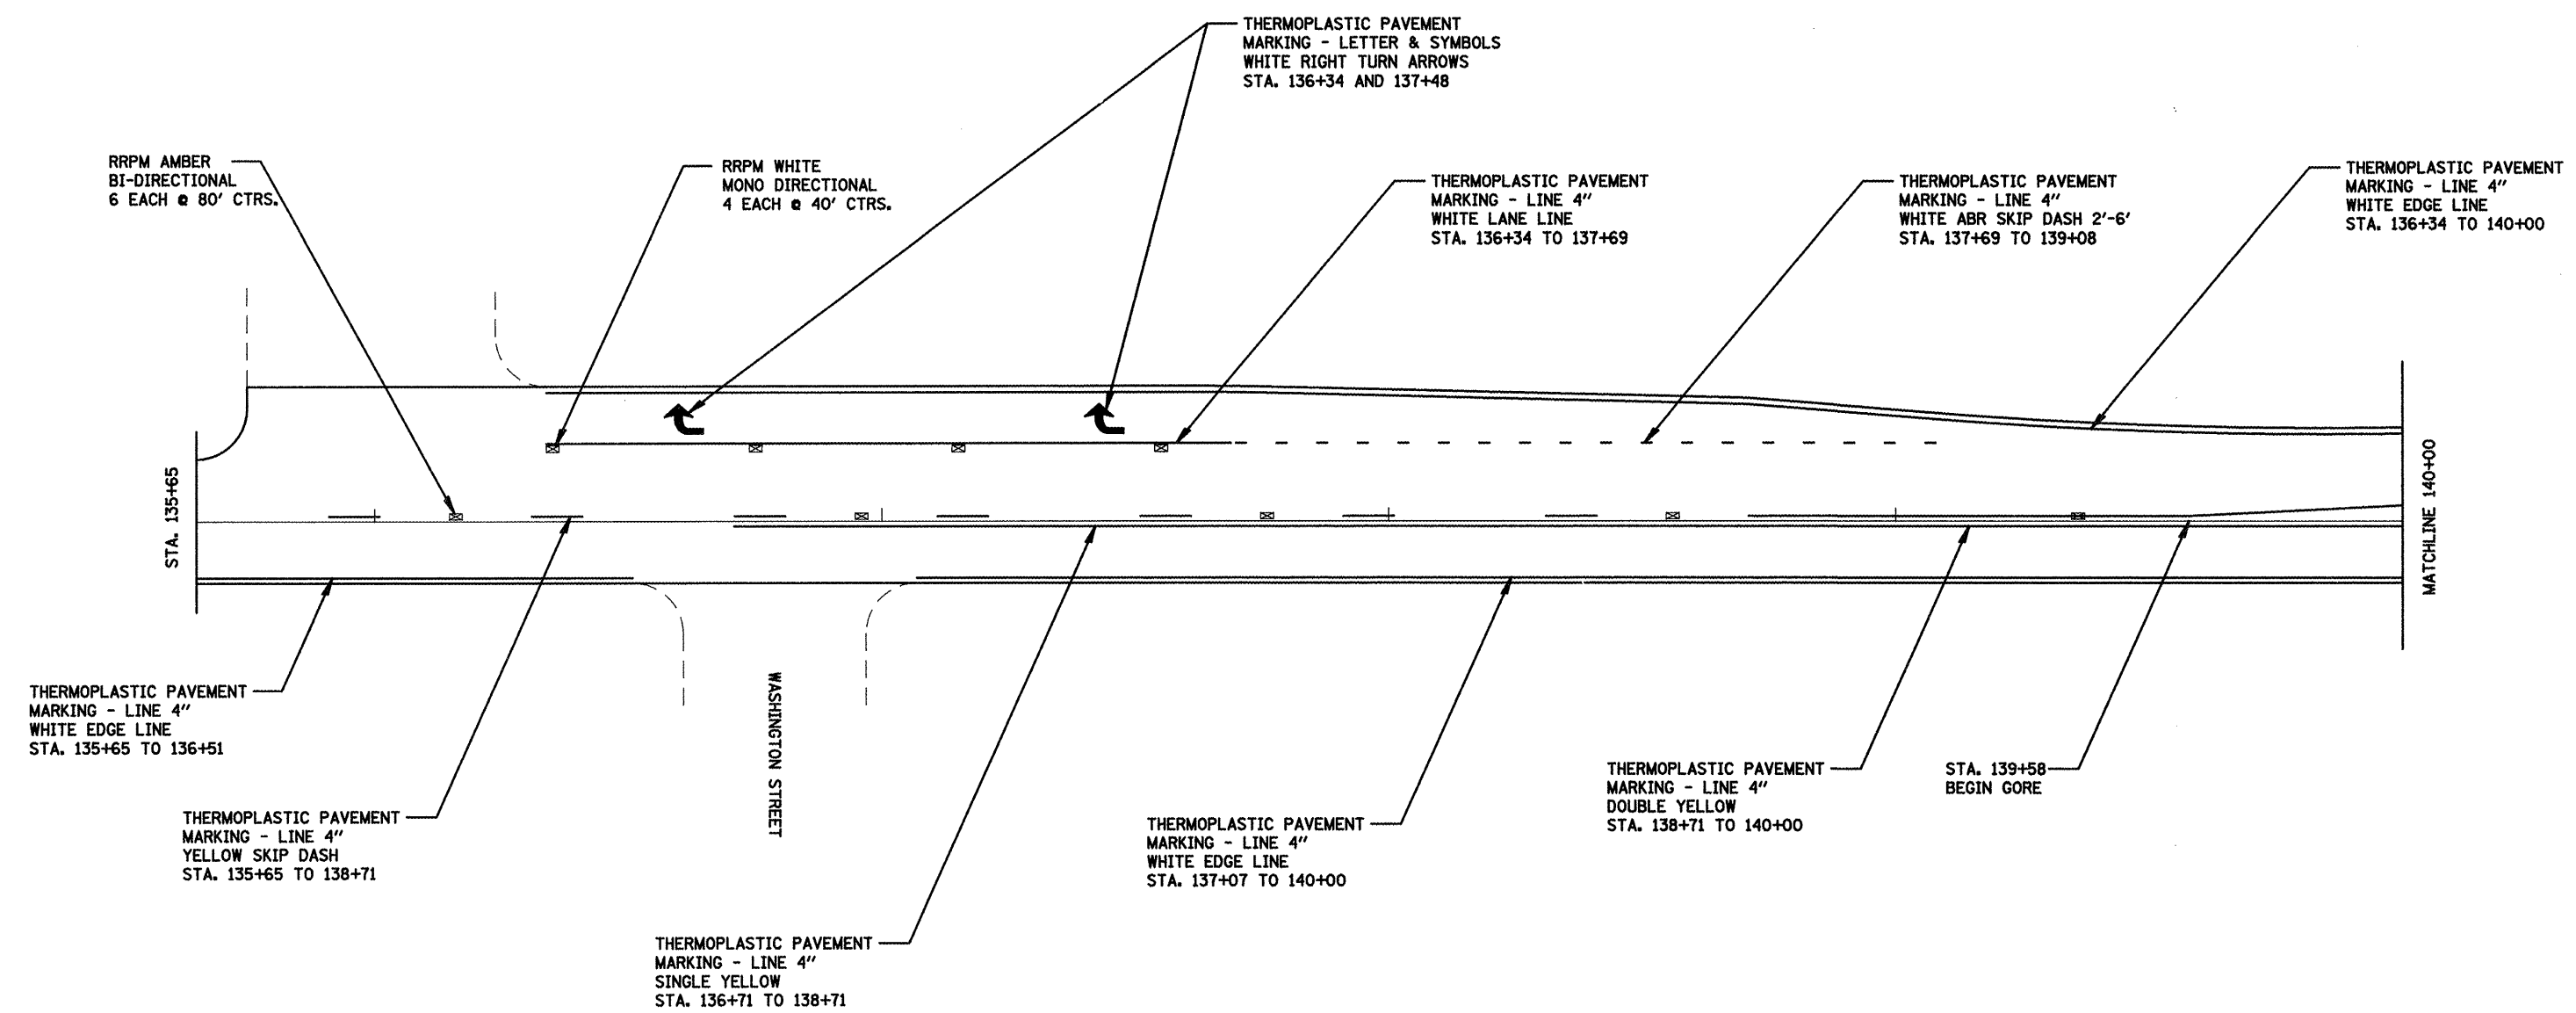 THERMOPLASTIC PAVEMENT
MARKING - LETTER & SYMBOLS
WHITE RIGHT TURN ARROWS
STA. 136+34 AND 137+48
RRPM AMBER
BI-DIRECTIONAL
6 EACH @ 80' CTRS.
RRPM WHITE
MONO DIRECTIONAL
4 EACH @ 40' CTRS.
THERMOPLASTIC PAVEMENT
MARKING - LINE 4"
WHITE LANE LINE
STA. 136+34 TO 137+69
THERMOPLASTIC PAVEMENT
MARKING - LINE 4"
WHITE ABR SKIP DASH 2'-6'
STA. 137+69 TO 139+08
THERMOPLASTIC PAVEMENT
MARKING - LINE 4"
WHITE EDGE LINE
STA. 136+34 TO 140+00
STA. 135+65
MATCHLINE 140+00
THERMOPLASTIC PAVEMENT
MARKING - LINE 4"
WHITE EDGE LINE
STA. 135+65 TO 136+51
THERMOPLASTIC PAVEMENT
MARKING - LINE 4"
YELLOW SKIP DASH
STA. 135+65 TO 138+71
WASHINGTON STREET
THERMOPLASTIC PAVEMENT
MARKING - LINE 4"
SINGLE YELLOW
STA. 136+71 TO 138+71
THERMOPLASTIC PAVEMENT
MARKING - LINE 4"
WHITE EDGE LINE
STA. 137+07 TO 140+00
THERMOPLASTIC PAVEMENT
MARKING - LINE 4"
DOUBLE YELLOW
STA. 138+71 TO 140+00
STA. 139+58
BEGIN GORE